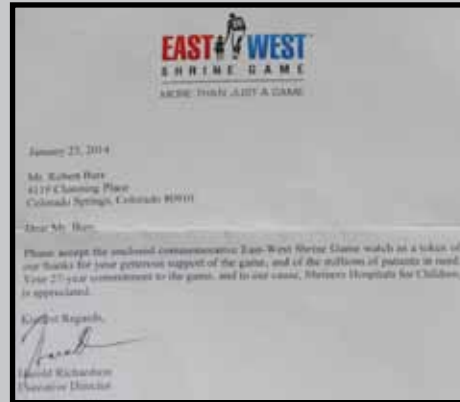 EAST WEST
SHRINE GAME
MORE THAN JUST A GAME
January 23, 2014
Mr. Robert
Place
Colorado Springs, Colorado
Dear Mr.
Please accept the enclosed commemorative East-West Shrine Game watch as a token of
our thanks for your generous support of the game, and of the millions of patients in need.
Your 27-year commitment to the game, and to our cause, Shriners Hospitals for Children,
is appreciated.
Kindest Regards,
Harold Richardson
Executive Director